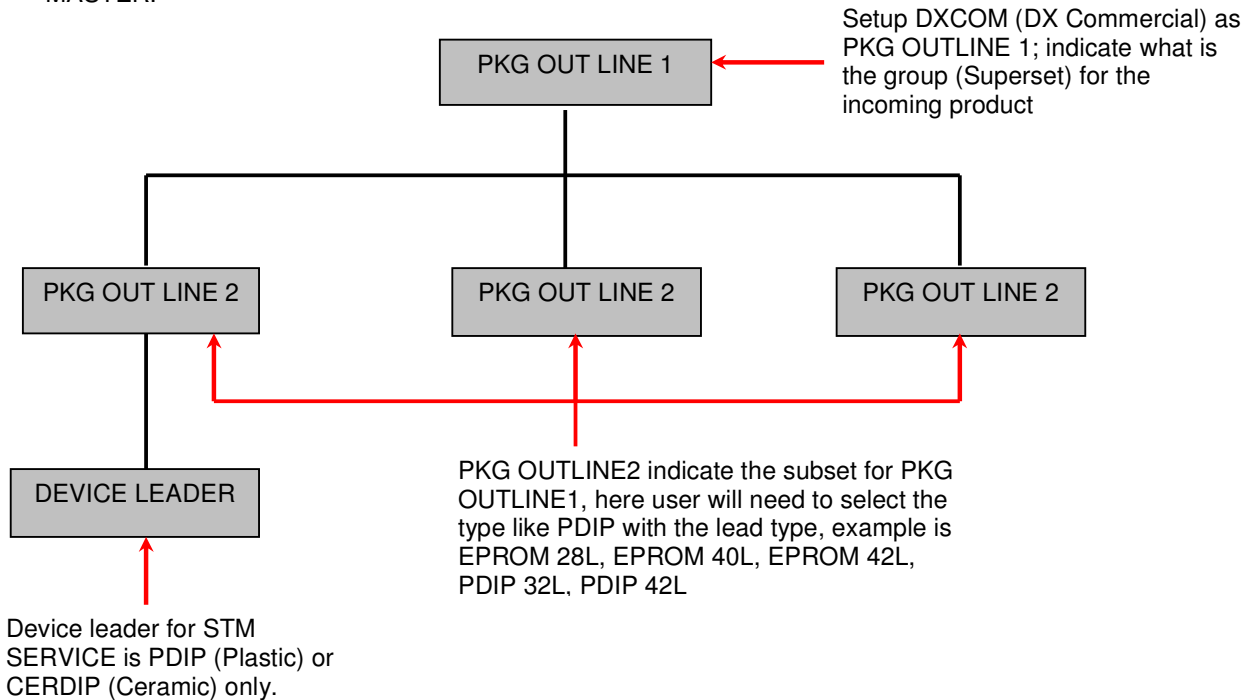 MASTER.
Setup DXCOM (DX Commercial) as
PKG OUTLINE 1; indicate what is
the group (Superset) for the
incoming product
PKG OUT LINE 1
PKG OUT LINE 2
PKG OUT LINE 2
PKG OUT LINE 2
DEVICE LEADER
PKG OUTLINE2 indicate the subset for PKG
OUTLINE1, here user will need to select the
type like PDIP with the lead type, example is
EPROM 28L, EPROM 40L, EPROM 42L,
PDIP 32L, PDIP 42L
Device leader for STM
SERVICE is PDIP (Plastic) or
CERDIP (Ceramic) only.